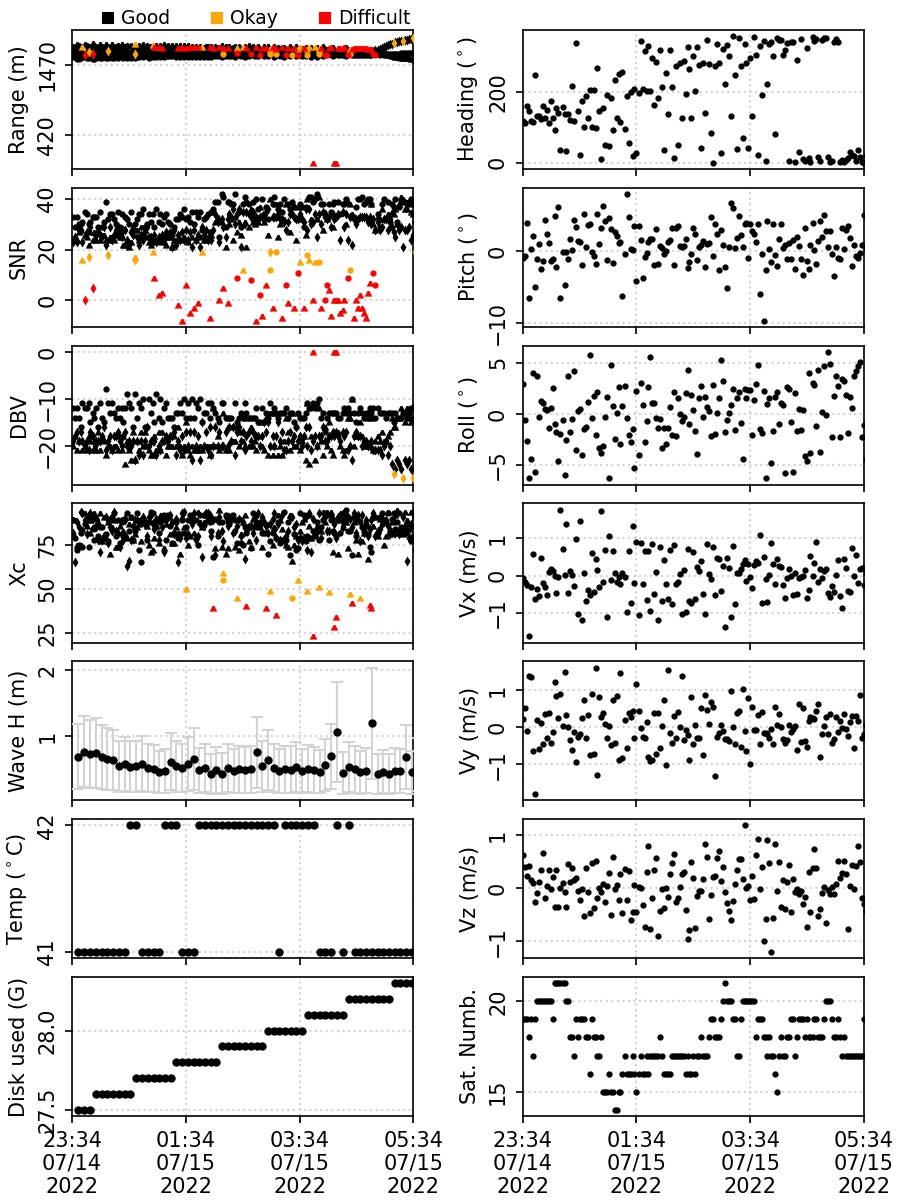 Good Okay Difficult
Range (m)
1470
420
Heading (°)
200
0
SNR
40
20
0
Pitch (°)
0
−10
DBV
0
−10
−20
Roll (°)
5
0
−5
Xc
75
50
25
Vx (m/s)
1
0
−1
Wave H (m)
2
1
Vy (m/s)
1
0
−1
Temp (°C)
42
41
Vz (m/s)
1
0
−1
Disk used (G)
28.0
27.5
Sat. Numb.
20
15
23:34 01:34 03:34 05:34
07/14 07/15 07/15 07/15
2022 2022 2022 2022
23:34 01:34 03:34 05:34
07/14 07/15 07/15 07/15
2022 2022 2022 2022